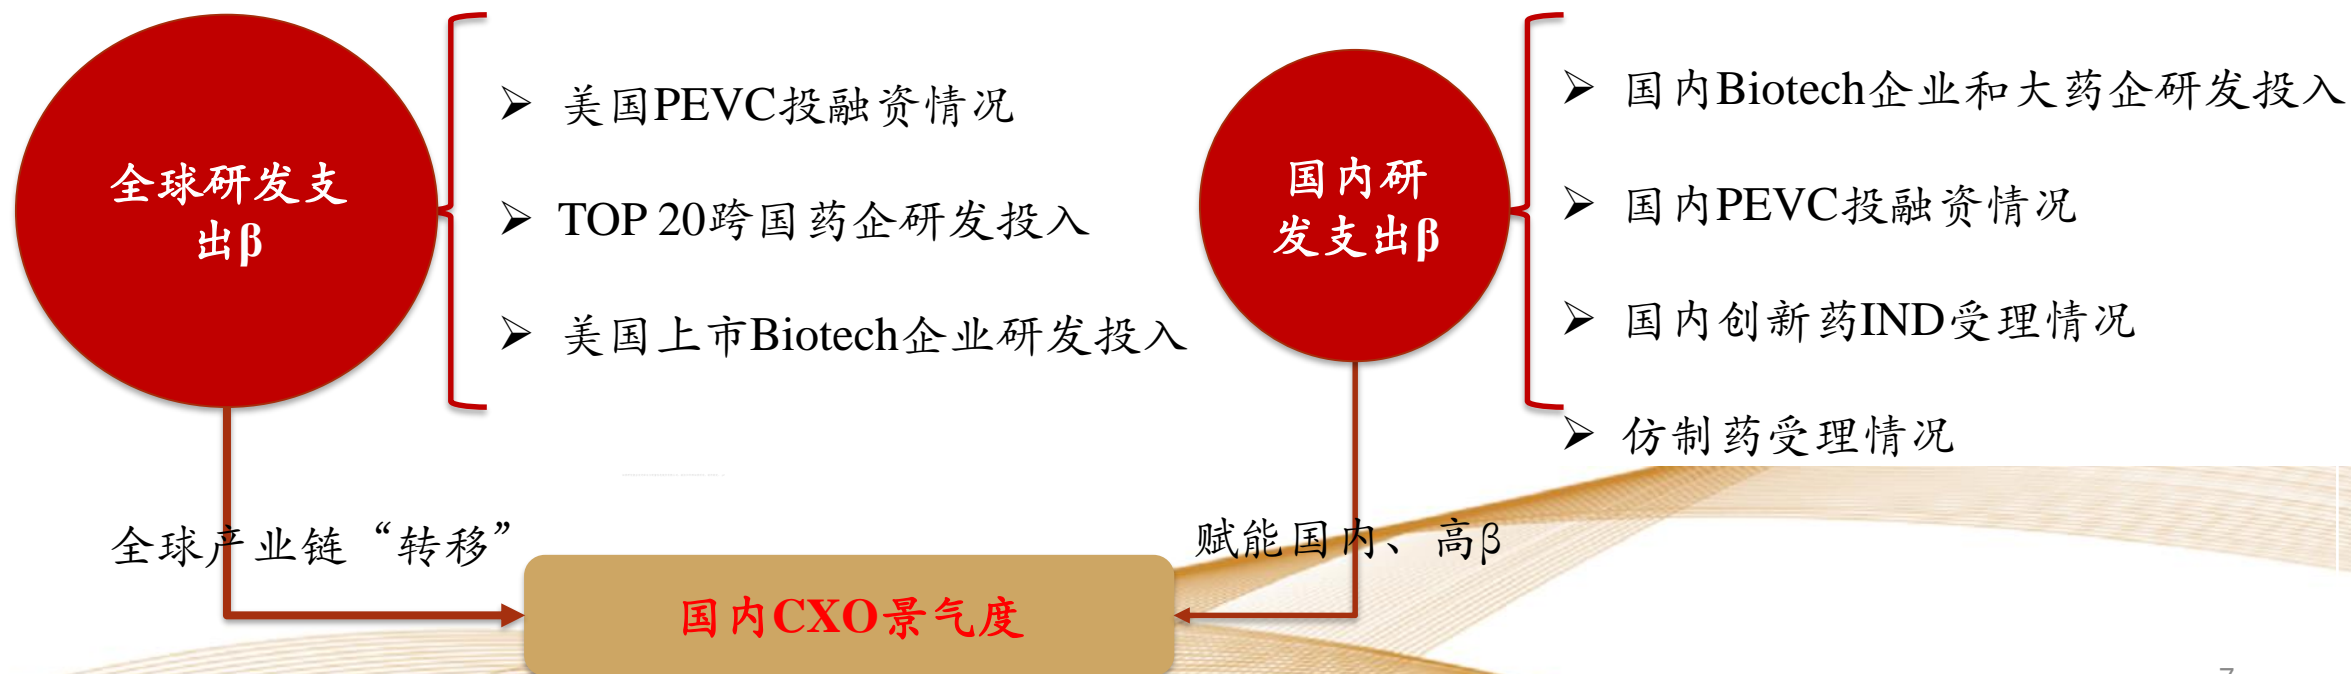 全球研发支
出β
➢ 美国PEVC投融资情况
➢ TOP 20跨国药企研发投入
➢ 美国上市Biotech企业研发投入
国内研
发支出β
➢ 国内Biotech企业和大药企研发投入
➢ 国内PEVC投融资情况
➢ 国内创新药IND受理情况
➢ 仿制药受理情况
全球产业链“转移”
赋能国内、高β
国内CXO景气度
7